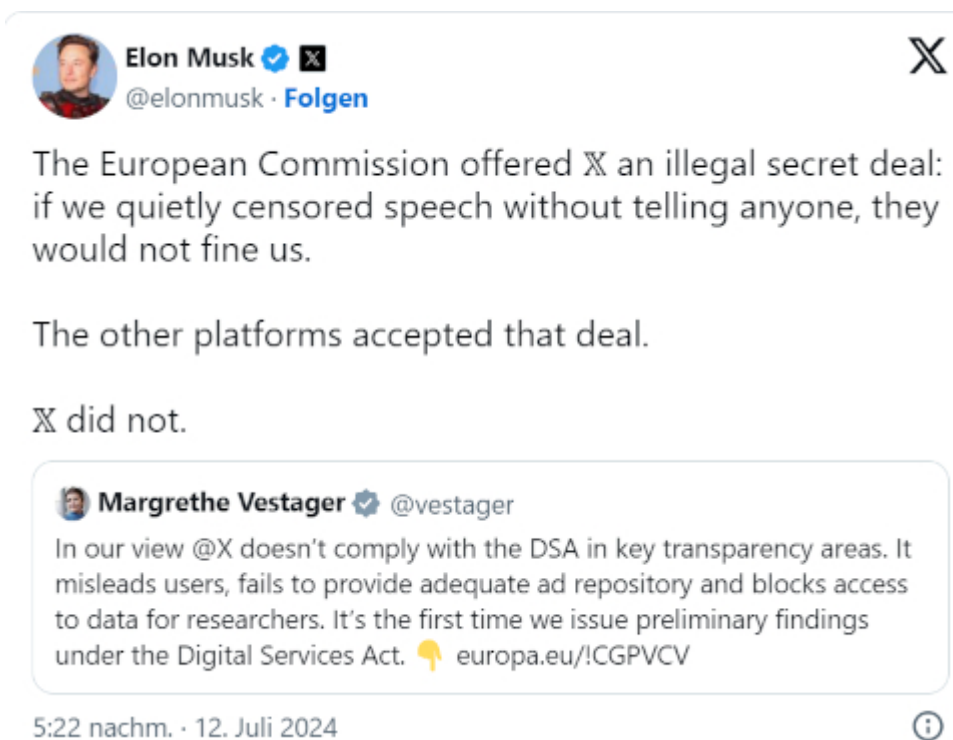 Elon Musk
@elonmusk · Folgen
The European Commission offered 𝕏 an illegal secret deal:
if we quietly censored speech without telling anyone, they
would not fine us.
The other platforms accepted that deal.
𝕏 did not.
Margrethe Vestager @vestager
In our view @X doesn't comply with the DSA in key transparency areas. It
misleads users, fails to provide adequate ad repository and blocks access
to data for researchers. It's the first time we issue preliminary findings
under the Digital Services Act. 👇 europa.eu/!CGPVCV
5:22 nachm. · 12. Juli 2024